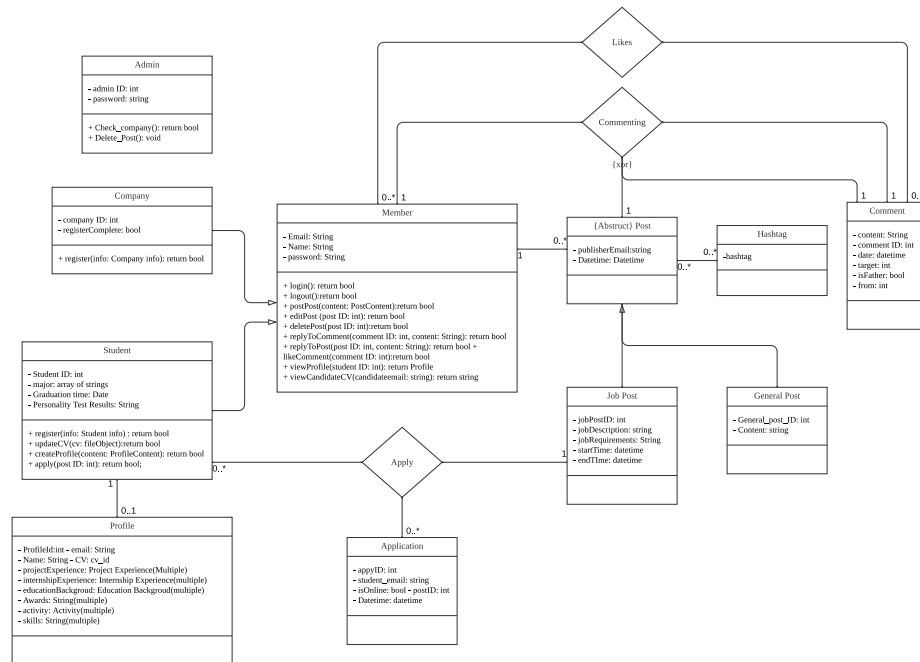 Likes
Admin
- admin ID: int
- password: string
+ Check_company(): return bool
+ Delete_Post(): void
Commenting
{xor}
Company
- company ID: int
- registerComplete: bool
+ register(info: Company info): return bool
0..*
1
1
1
1
0..*
Member
- Email: String
- Name: String
- password: String
+ login(): return bool
+ logout():return bool
+ postPost(content: PostContent):return bool
+ editPost (post ID: int): return bool
+ deletePost(post ID: int):return bool
+ replyToComment(comment ID: int, content: String): return bool
+ replyToPost(post ID: int, content: String): return bool +
likeComment(comment ID: int):return bool
+ viewProfile(student ID: int): return Profile
+ viewCandidateCV(candidateemail: string): return string
1
0..*
{Abstruct} Post
- publisherEmail:string
- Datetime: Datetime
0..*
0..*
Hashtag
-hashtag
Comment
- content: String
- comment ID: int
- date: datetime
- target: int
- isFather: bool
- from: int
Student
- Student ID: int
- major: array of strings
- Graduation time: Date
- Personality Test Results: String
+ register(info: Student info) : return bool
+ updateCV(cv: fileObject):return bool
+ createProfile(content: ProfileContent): return bool
+ apply(post ID: int): return bool;
0..*
Apply
1
Job Post
- jobPostID: int
- jobDescription: string
- jobRequirements: String
- startTime: datetime
- endTIme: datetime
General Post
- General_post_ID: int
- Content: string
1
0..1
Profile
- ProfileId:int - email: String
- Name: String - CV: cv_id
- projectExperience: Project Experience(Multiple)
- internshipExperience: Internship Experience(multiple)
- educationBackgroud: Education Backgroud(multiple)
- Awards: String(multiple)
- activity: Activity(multiple)
- skills: String(multiple)
0..*
Application
- appyID: int
- student_email: string
- isOnline: bool - postID: int
- Datetime: datetime